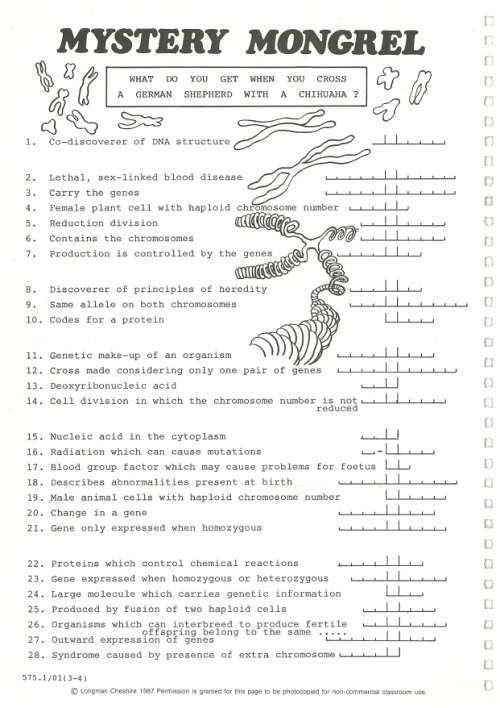 MYSTERY MONGREL
WHAT DO YOU GET WHEN YOU CROSS
A GERMAN SHEPHERD WITH A CHIHUAHA ?
1. Co-discoverer of DNA structure
2. Lethal, sex-linked blood disease
3. Carry the genes
4. Female plant cell with haploid chromosome number
5. Reduction division
6. Contains the chromosomes
7. Production is controlled by the genes
8. Discoverer of principles of heredity
9. Same allele on both chromosomes
10. Codes for a protein
11. Genetic make-up of an organism
12. Cross made considering only one pair of genes
13. Deoxyribonucleic acid
14. Cell division in which the chromosome number is not
reduced
15. Nucleic acid in the cytoplasm
16. Radiation which can cause mutations
17. Blood group factor which may cause problems for foetus
18. Describes abnormalities present at birth
19. Male animal cells with haploid chromosome number
20. Change in a gene
21. Gene only expressed when homozygous
22. Proteins which control chemical reactions
23. Gene expressed when homozygous or heterozygous
24. Large molecule which carries genetic information
25. Produced by fusion of two haploid cells
26. Organisms which can interbreed to produce fertile
offspring belong to the same .....
27. Outward expression of genes
28. Syndrome caused by presence of extra chromosome
575.1/01(3-4)
© Longman Cheshire 1987 Permission is granted for this page to be photocopied for non-commercial classroom use.